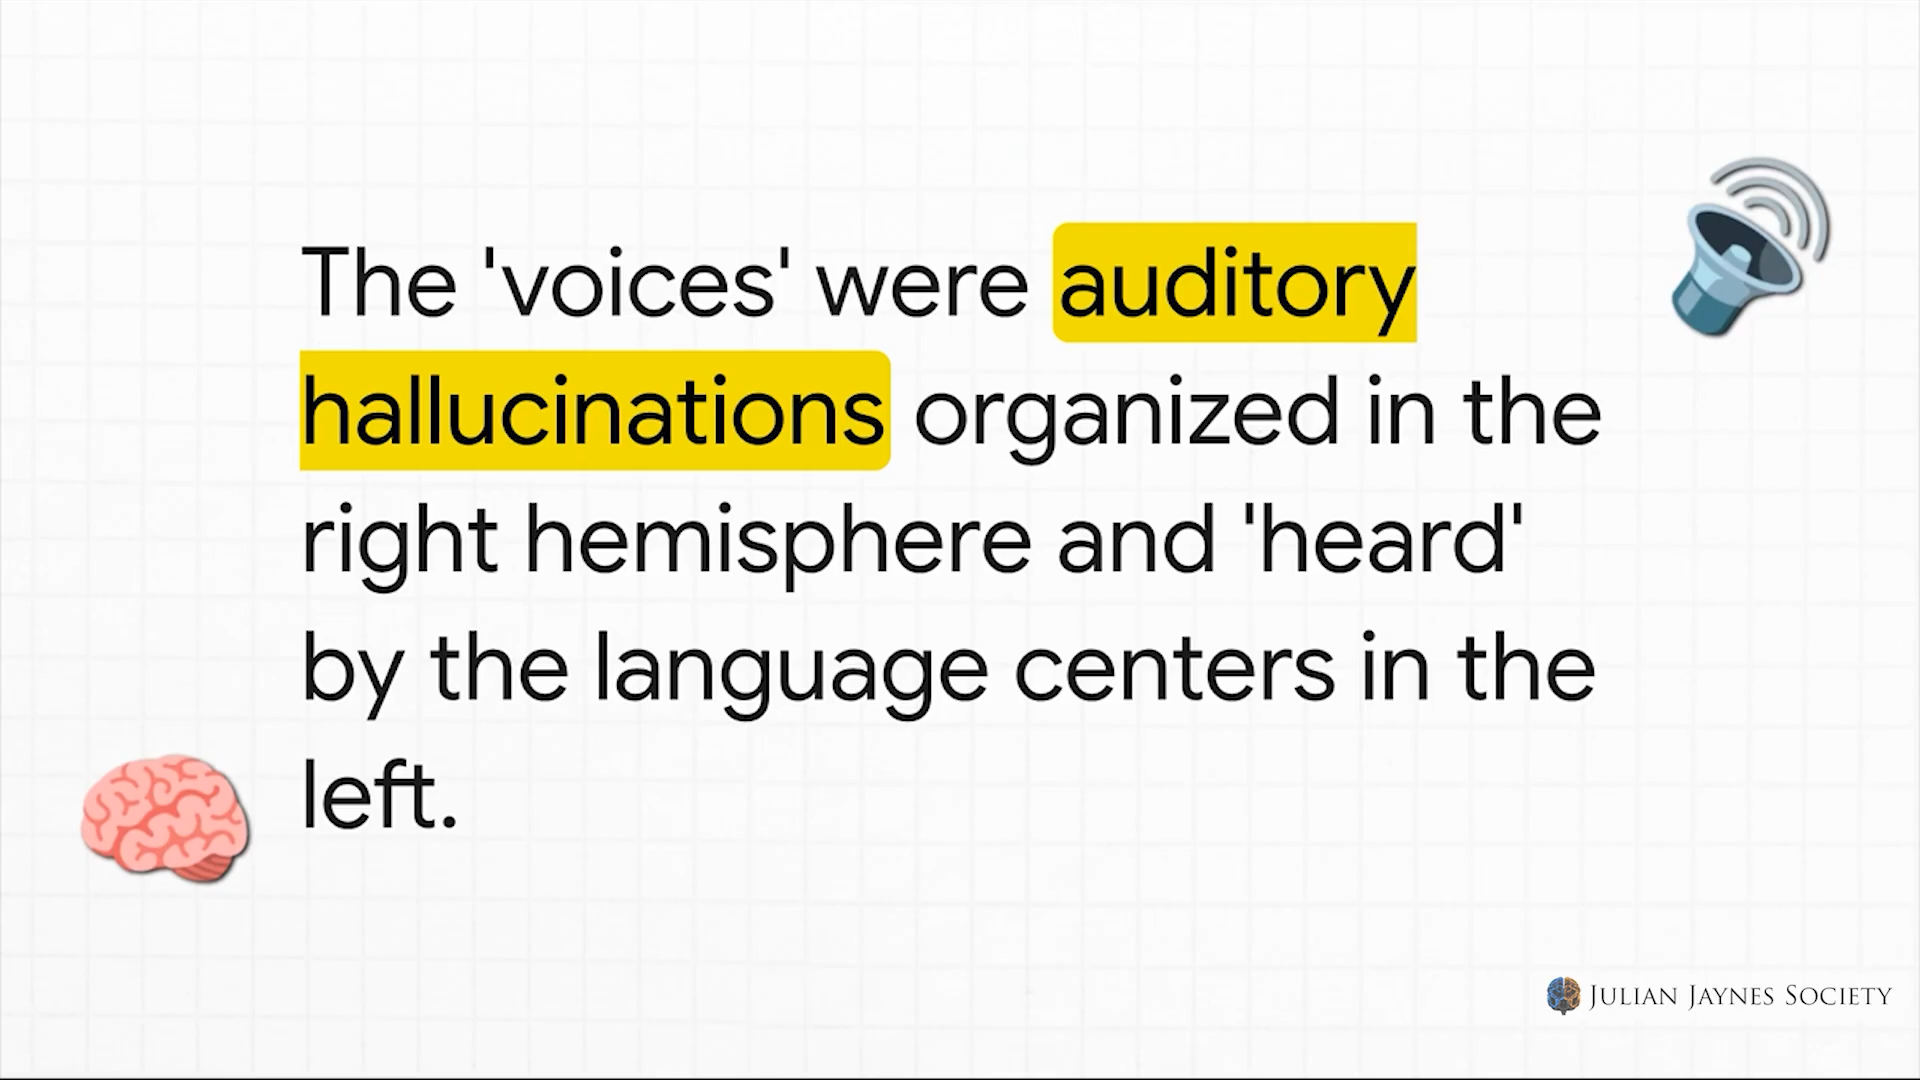 The 'voices' were auditory
hallucinations organized in the
right hemisphere and 'heard'
by the language centers in the
left.
Julian Jaynes Society